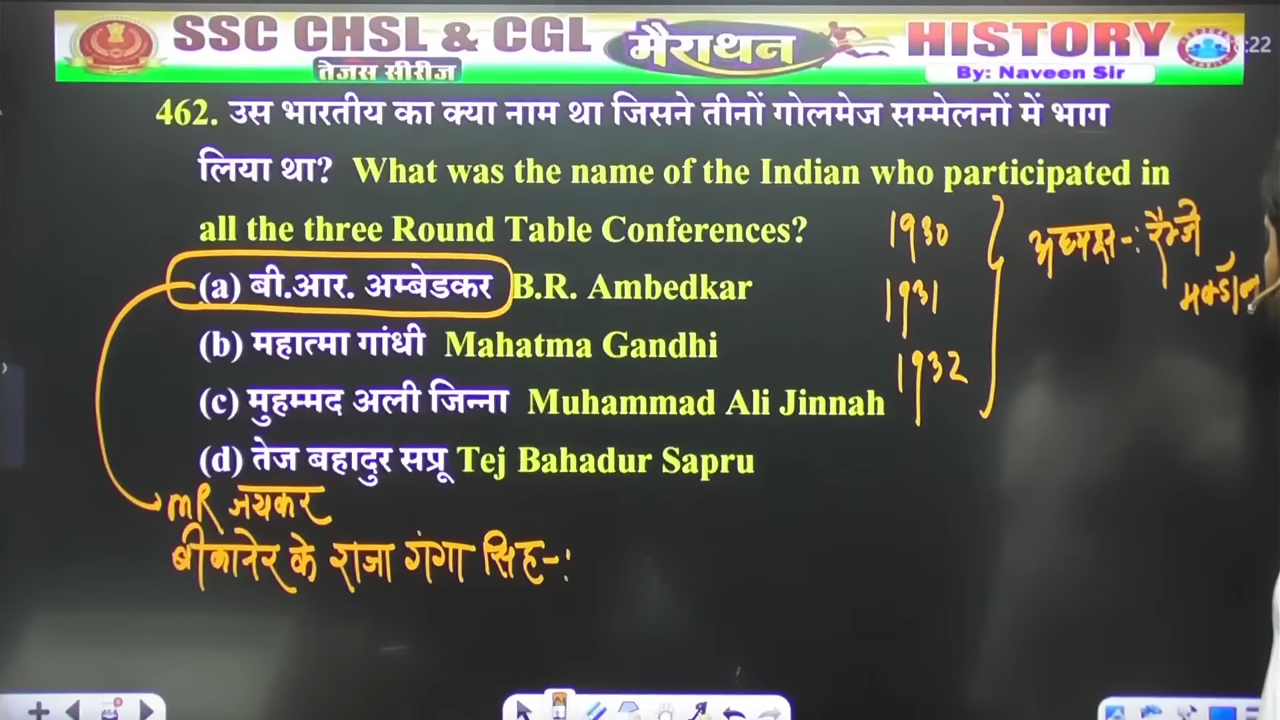 SSC CHSL & CGL
तेजस सीरीज
मैराथन
HISTORY
By: Naveen Sir
:22
462. उस भारतीय का क्या नाम था जिसने तीनों गोलमेज सम्मेलनों में भाग
लिया था? What was the name of the Indian who participated in
all the three Round Table Conferences?
(a) बी.आर. अम्बेडकर B.R. Ambedkar
(b) महात्मा गांधी Mahatma Gandhi
(c) मुहम्मद अली जिन्ना Muhammad Ali Jinnah
(d) तेज बहादुर सप्रू Tej Bahadur Sapru
1930
1931
1932
अध्यक्ष-: रैम्जे
मैक्डॉन
MR जयकर
बीकानेर के राजा गंगा सिंह-: